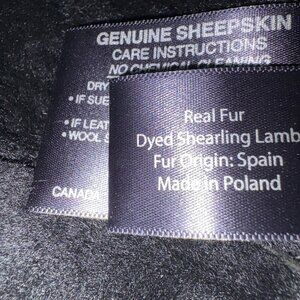 GENUINE SHEEPSKIN
CARE INSTRUCTIONS
NO CHEMICAL CLEANING
DRY
• IF SUE
• IF LEAT
• WOOL S
CANADA
Real Fur
Dyed Shearling Lamb
Fur Origin: Spain
Made in Poland